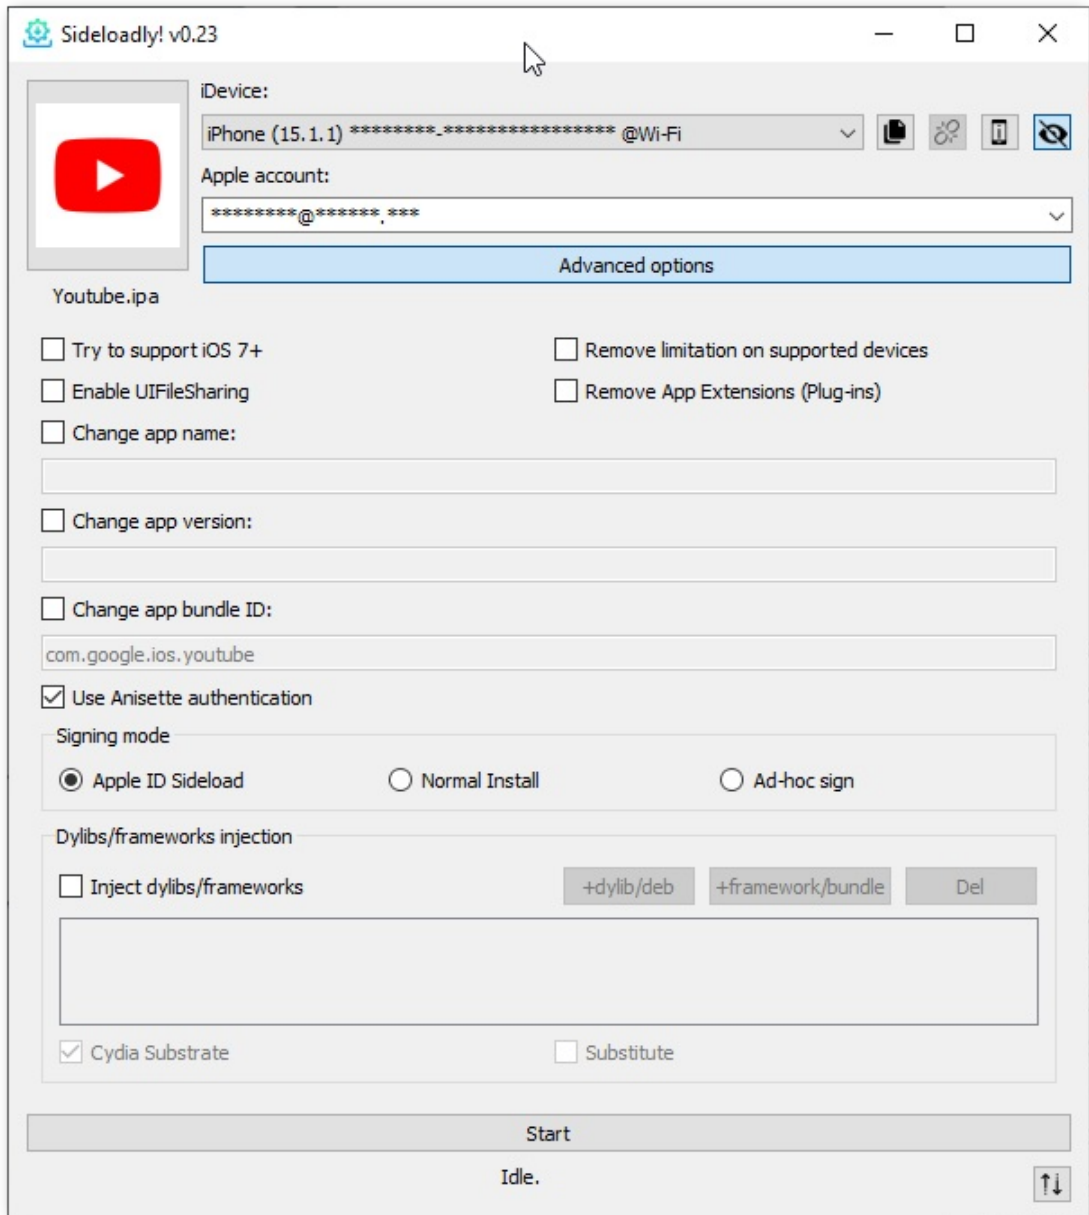 Sideloadly! v0.23
iDevice:
iPhone (15.1.1) ********-**************** @Wi-Fi
Apple account:
********@******.***
Advanced options
Youtube.ipa
Try to support iOS 7+
Remove limitation on supported devices
Enable UIFileSharing
Remove App Extensions (Plug-ins)
Change app name:
Change app version:
Change app bundle ID:
com.google.ios.youtube
Use Anisette authentication
Signing mode
Apple ID Sideload
Normal Install
Ad-hoc sign
Dylibs/frameworks injection
Inject dylibs/frameworks
+dylib/deb
+framework/bundle
Del
Cydia Substrate
Substitute
Start
Idle.